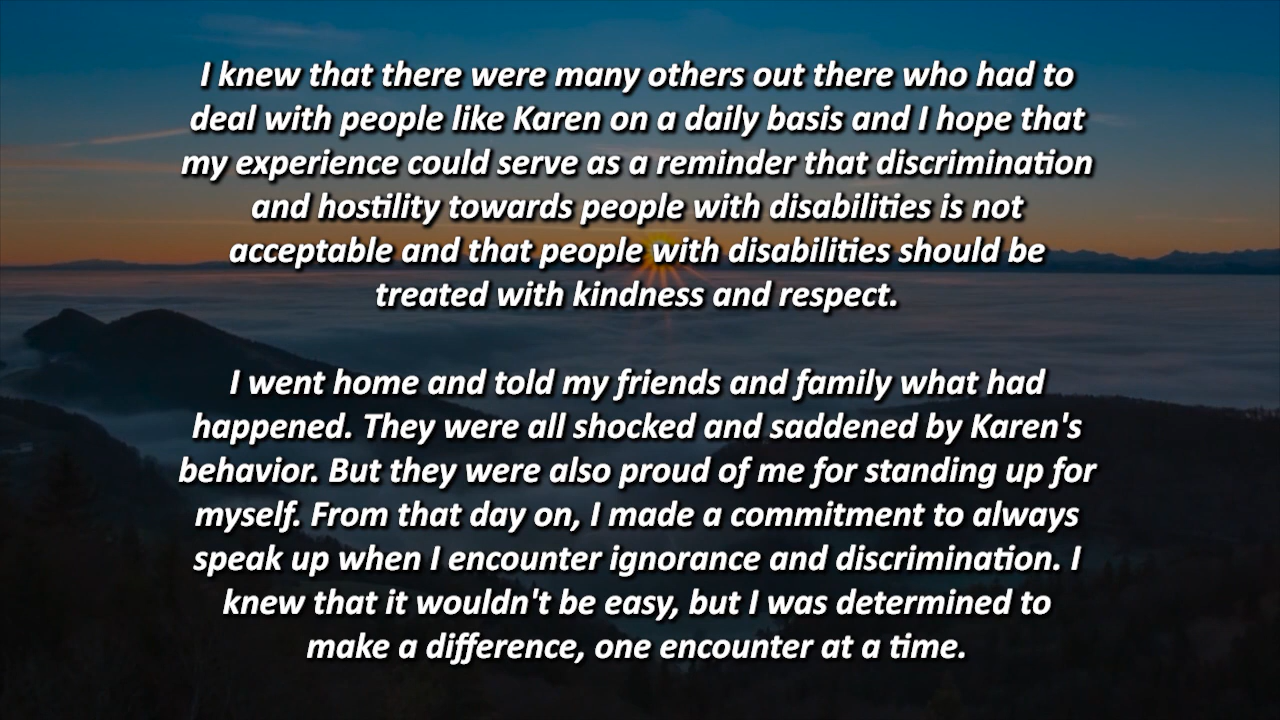 I knew that there were many others out there who had to
deal with people like Karen on a daily basis and I hope that
my experience could serve as a reminder that discrimination
and hostility towards people with disabilities is not
acceptable and that people with disabilities should be
treated with kindness and respect.
I went home and told my friends and family what had
happened. They were all shocked and saddened by Karen's
behavior. But they were also proud of me for standing up for
myself. From that day on, I made a commitment to always
speak up when I encounter ignorance and discrimination. I
knew that it wouldn't be easy, but I was determined to
make a difference, one encounter at a time.